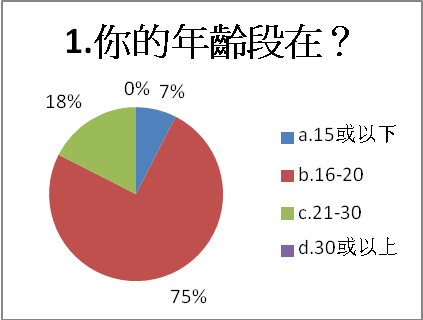 1.你的年齡段在？
0%
7%
18%
75%
a.15或以下
b.16-20
c.21-30
d.30或以上